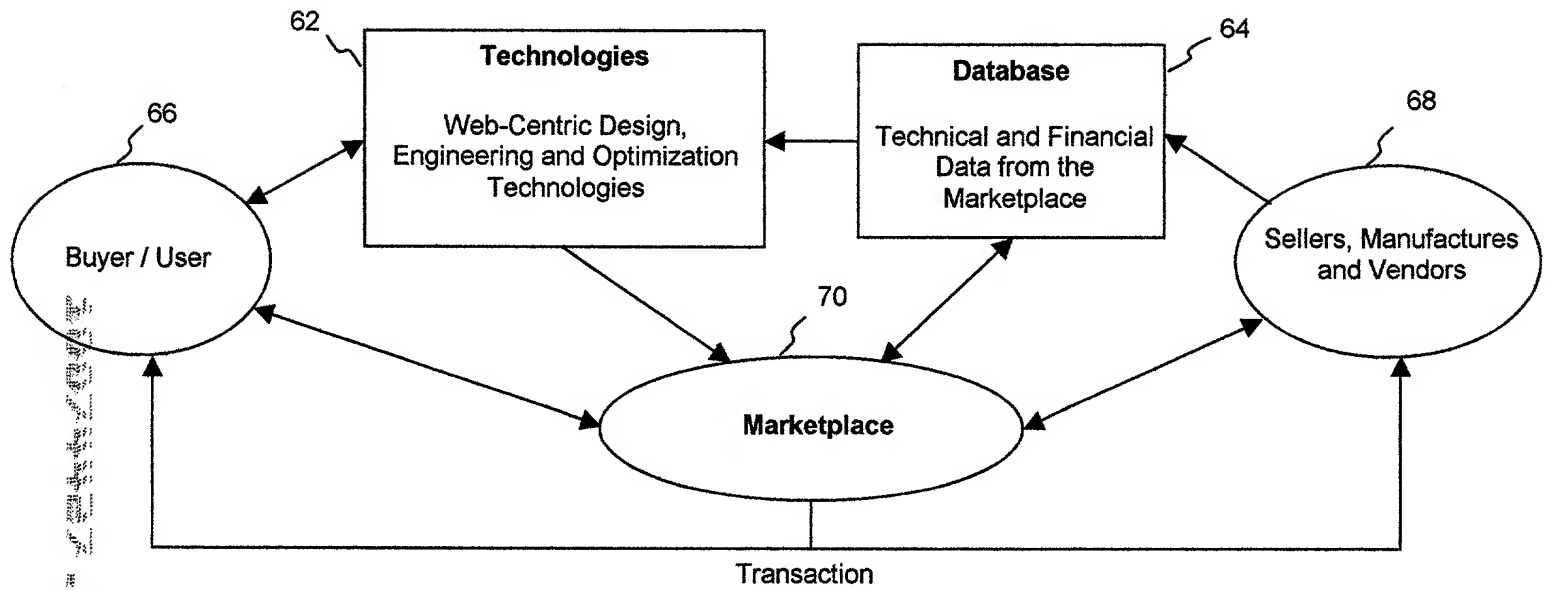 62
Technologies
Web-Centric Design,
Engineering and Optimization
Technologies
64
Database
Technical and Financial
Data from the
Marketplace
66
Buyer / User
68
Sellers, Manufactures
and Vendors
70
Marketplace
Transaction